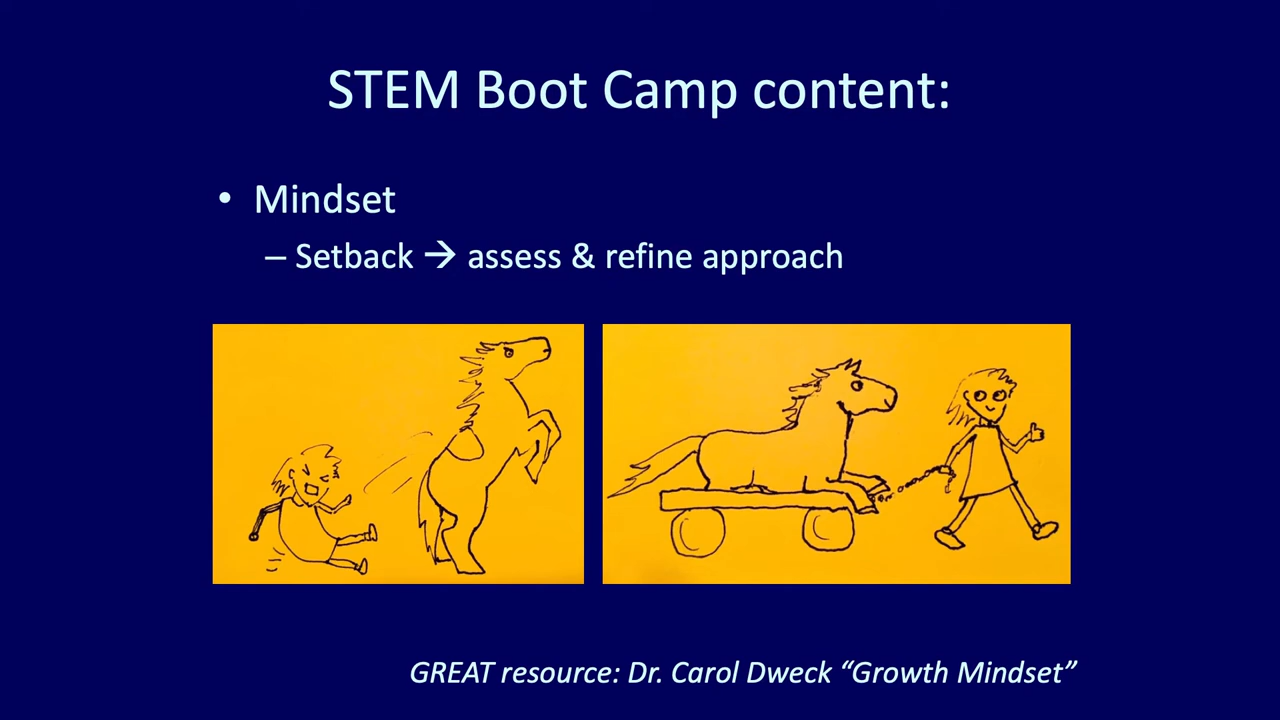 STEM Boot Camp content:
• Mindset
– Setback → assess & refine approach
GREAT resource: Dr. Carol Dweck “Growth Mindset”